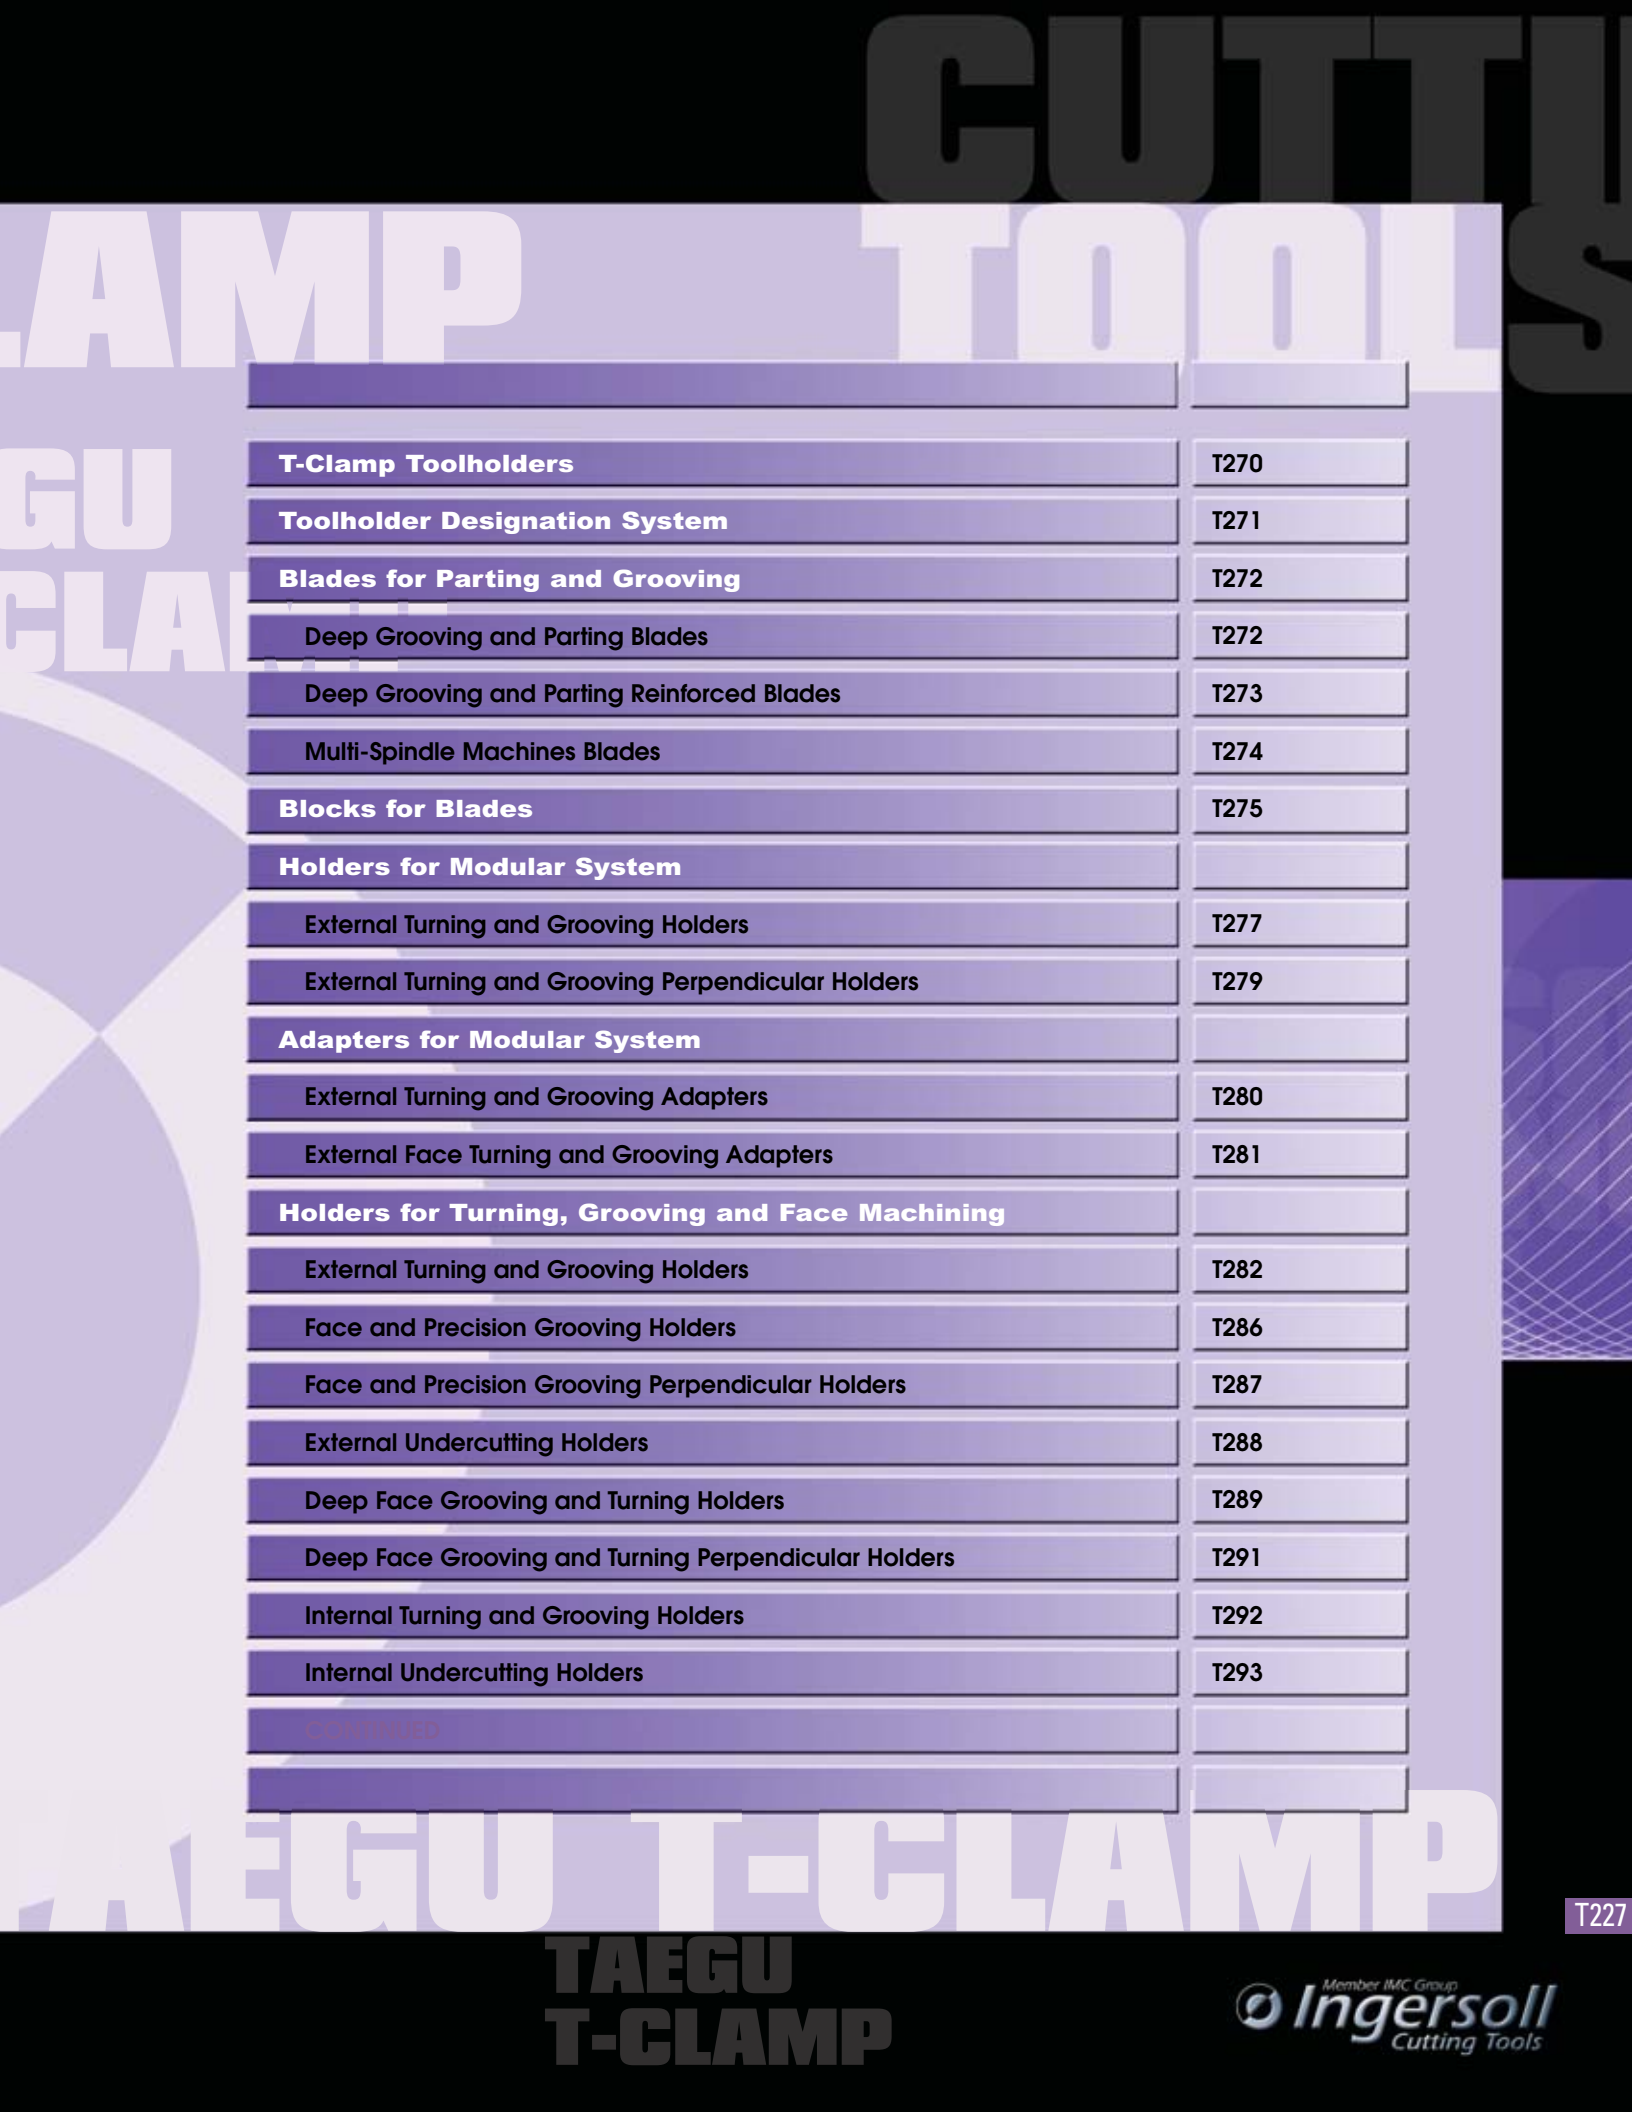 CUTTI
TOOLS
LAMP
GU
CLAMP
T-Clamp Toolholders T270
Toolholder Designation System T271
Blades for Parting and Grooving T272
Deep Grooving and Parting Blades T272
Deep Grooving and Parting Reinforced Blades T273
Multi-Spindle Machines Blades T274
Blocks for Blades T275
Holders for Modular System
External Turning and Grooving Holders T277
External Turning and Grooving Perpendicular Holders T279
Adapters for Modular System
External Turning and Grooving Adapters T280
External Face Turning and Grooving Adapters T281
Holders for Turning, Grooving and Face Machining
External Turning and Grooving Holders T282
Face and Precision Grooving Holders T286
Face and Precision Grooving Perpendicular Holders T287
External Undercutting Holders T288
Deep Face Grooving and Turning Holders T289
Deep Face Grooving and Turning Perpendicular Holders T291
Internal Turning and Grooving Holders T292
Internal Undercutting Holders T293
CONTINUED
TAEGU T-CLAMP
T227
TAEGU
T-CLAMP
Member IMC Group
Ingersoll
Cutting Tools